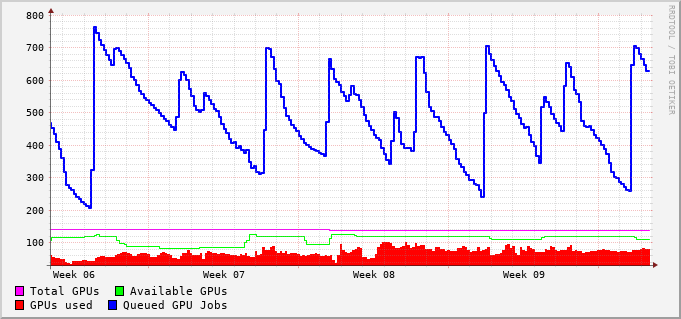 800
700
600
500
400
300
200
100
Week 06 Week 07 Week 08 Week 09
Total GPUs Available GPUs
GPUs used Queued GPU Jobs
RRDTOOL / TOBI OETIKER